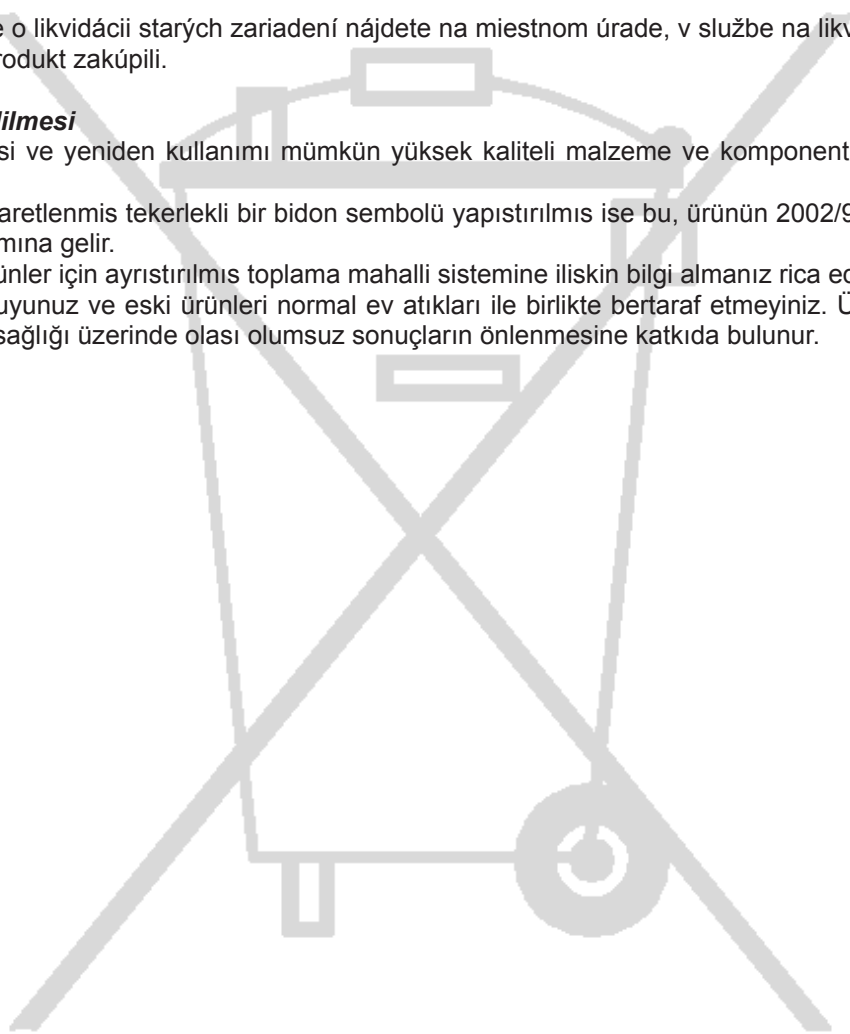 e o likvidácii starých zariadení nájdete na miestnom úrade, v službe na likv
rodukt zakúpili.
lilmesi
si ve yeniden kullanımı mümkün yüksek kaliteli malzeme ve komponent
aretlenmis tekerlekli bir bidon sembolü yapıstırılmıs ise bu, ürünün 2002/9
mına gelir.
ünler için ayrıstırılmıs toplama mahalli sistemine iliskin bilgi almanız rica ec
uyunuz ve eski ürünleri normal ev atıkları ile birlikte bertaraf etmeyiniz. Ü
sağlığı üzerinde olası olumsuz sonuçların önlenmesine katkıda bulunur.